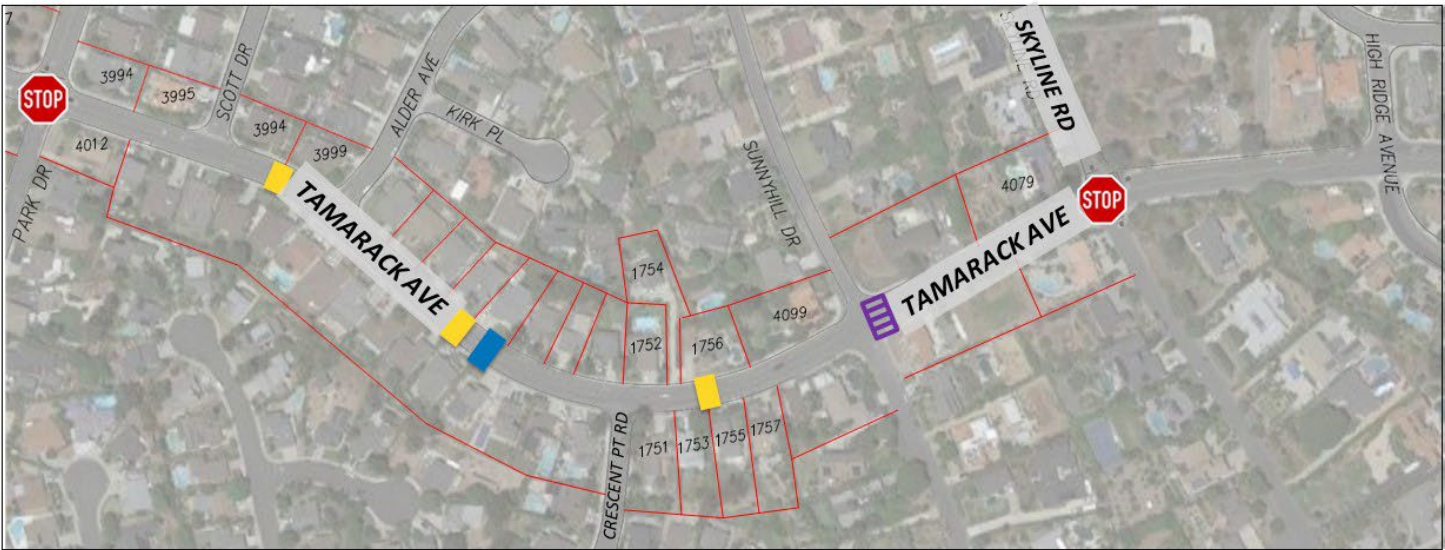 7
STOP
3994
3995
SCOTT DR
3994
3999
4012
PARK DR
ALDER AVE
KIRK PL
TAMARACK AVE
SUNNYHILL DR
SKYLINE RD
HIGH RIDGE AVENUE
4079
STOP
TAMARACK AVE
1754
1752
1756
4099
CRESCENT PT RD
1751
1753
1755
1757